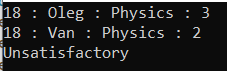 18 : Oleg : Physics : 3
18 : Van : Physics : 2
Unsatisfactory